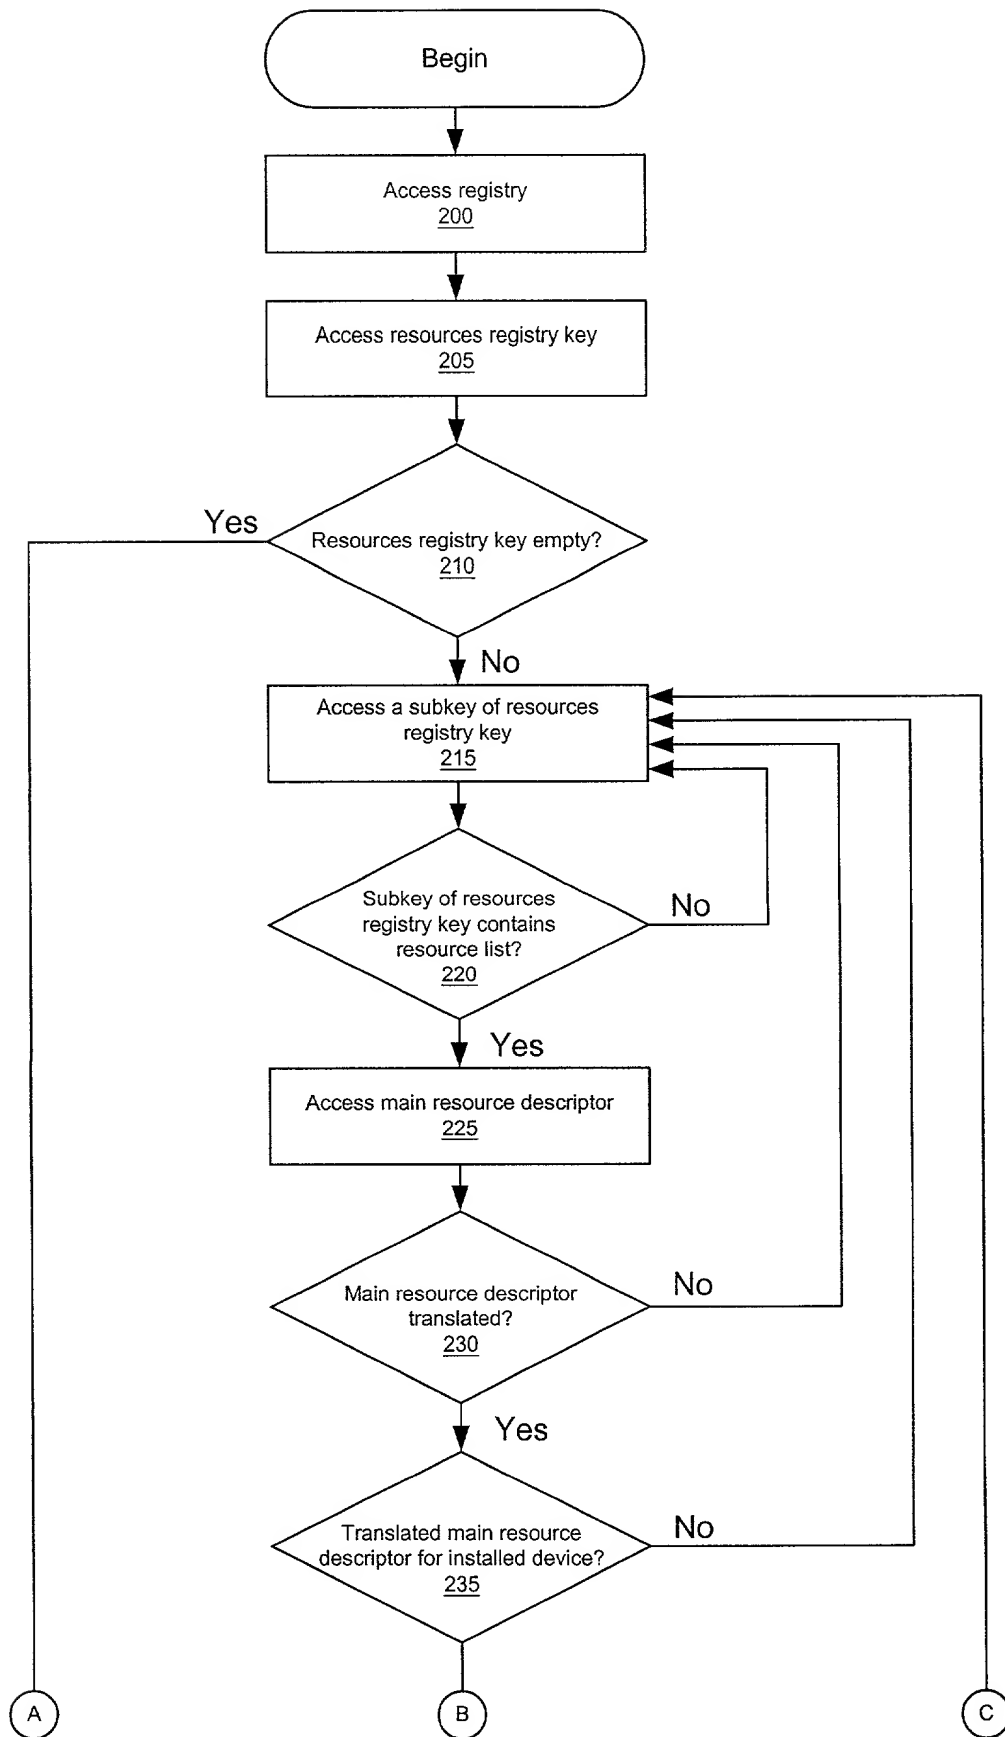 Begin
Access registry
200
Access resources registry key
205
Yes
Resources registry key empty?
210
No
Access a subkey of resources
registry key
215
Subkey of resources
registry key contains
resource list?
220
No
Yes
Access main resource descriptor
225
Main resource descriptor
translated?
230
No
Yes
Translated main resource
descriptor for installed device?
235
No
A
B
C